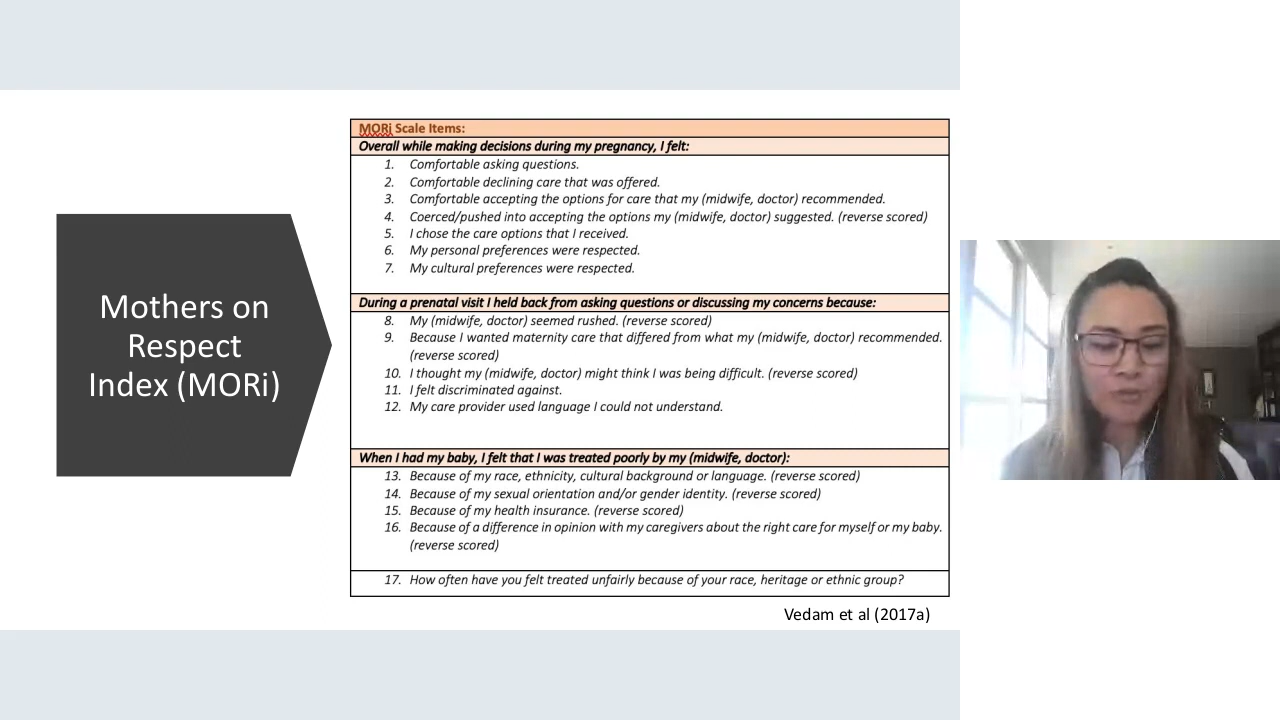 Mothers on
Respect
Index (MORi)
MORi Scale Items:
Overall while making decisions during my pregnancy, I felt:
1. Comfortable asking questions.
2. Comfortable declining care that was offered.
3. Comfortable accepting the options for care that my (midwife, doctor) recommended.
4. Coerced/pushed into accepting the options my (midwife, doctor) suggested. (reverse scored)
5. I chose the care options that I received.
6. My personal preferences were respected.
7. My cultural preferences were respected.
During a prenatal visit I held back from asking questions or discussing my concerns because:
8. My (midwife, doctor) seemed rushed. (reverse scored)
9. Because I wanted maternity care that differed from what my (midwife, doctor) recommended.
(reverse scored)
10. I thought my (midwife, doctor) might think I was being difficult. (reverse scored)
11. I felt discriminated against.
12. My care provider used language I could not understand.
When I had my baby, I felt that I was treated poorly by my (midwife, doctor):
13. Because of my race, ethnicity, cultural background or language. (reverse scored)
14. Because of my sexual orientation and/or gender identity. (reverse scored)
15. Because of my health insurance. (reverse scored)
16. Because of a difference in opinion with my caregivers about the right care for myself or my baby.
(reverse scored)
17. How often have you felt treated unfairly because of your race, heritage or ethnic group?
Vedam et al (2017a)